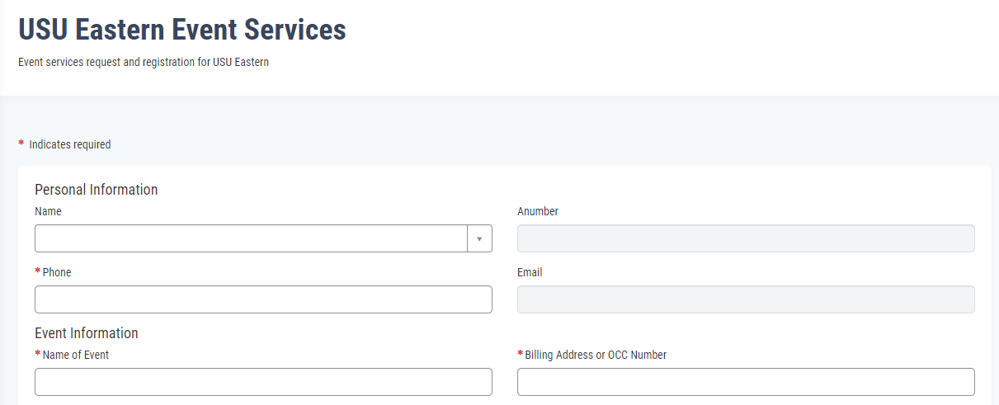 USU Eastern Event Services
Event services request and registration for USU Eastern
* Indicates required
Personal Information
Name
Anumber
* Phone
Email
Event Information
* Name of Event
* Billing Address or OCC Number